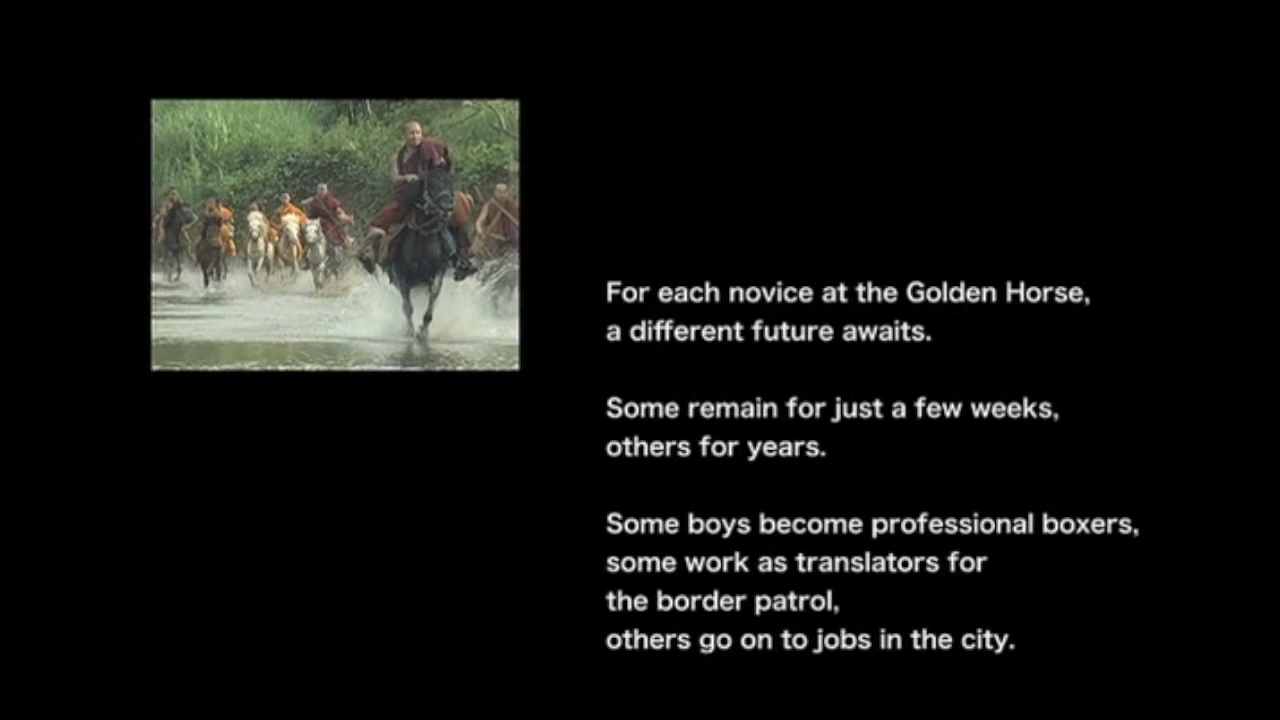 For each novice at the Golden Horse,
a different future awaits.
Some remain for just a few weeks,
others for years.
Some boys become professional boxers,
some work as translators for
the border patrol,
others go on to jobs in the city.